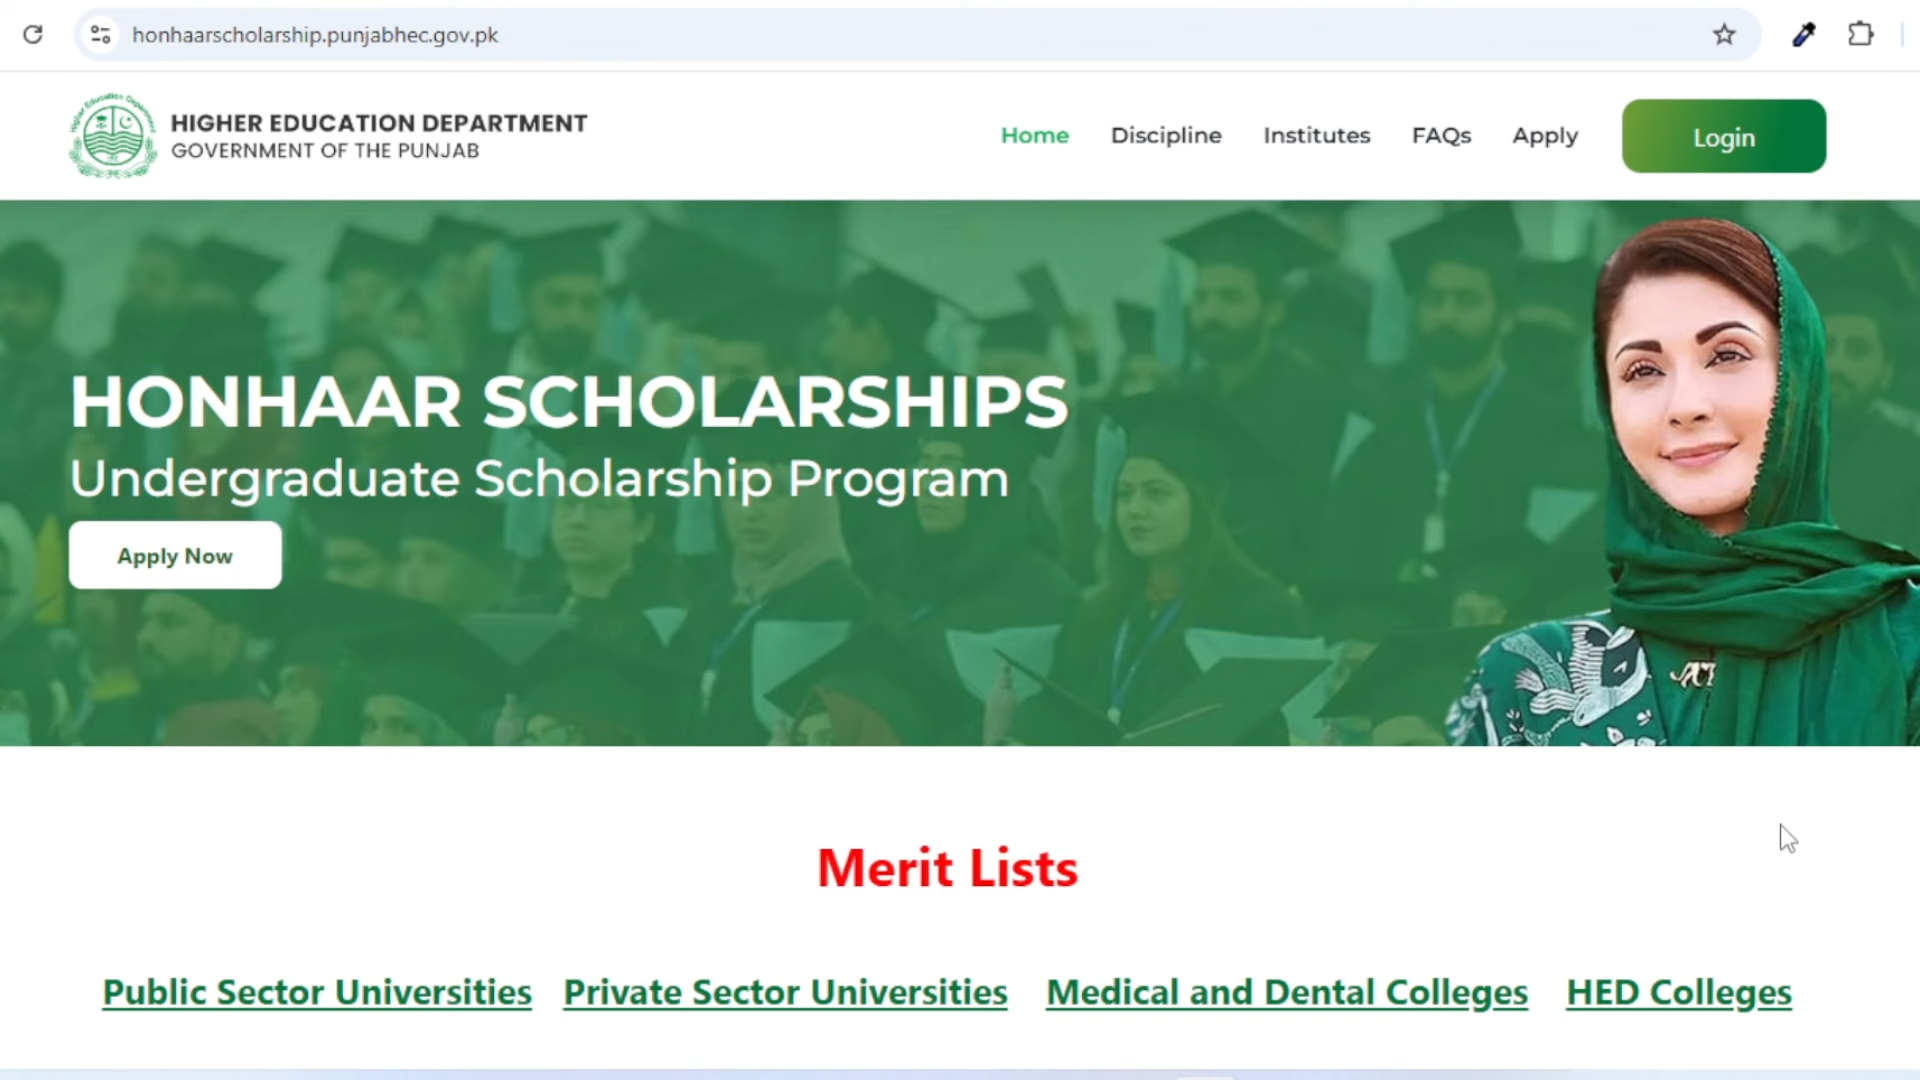 honhaarscholarship.punjabhec.gov.pk
HIGHER EDUCATION DEPARTMENT
GOVERNMENT OF THE PUNJAB
Home Discipline Institutes FAQs Apply Login
HONHAAR SCHOLARSHIPS
Undergraduate Scholarship Program
Apply Now
Merit Lists
Public Sector Universities Private Sector Universities Medical and Dental Colleges HED Colleges